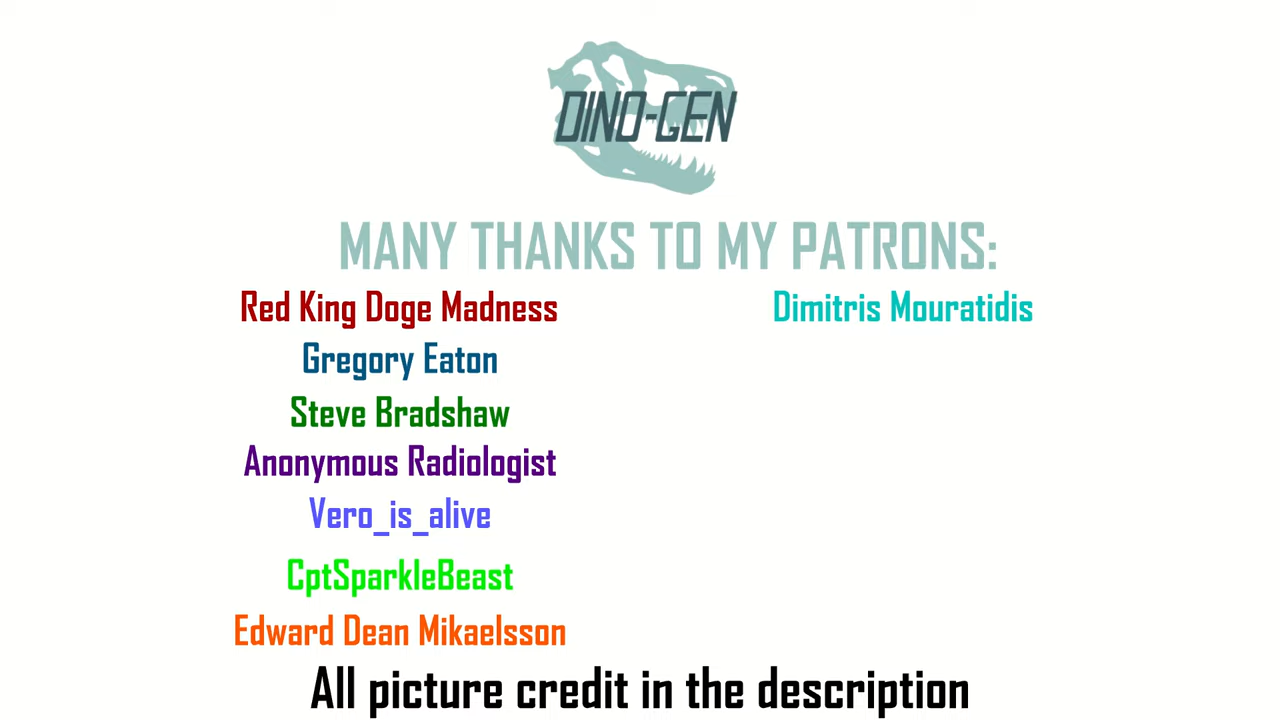 DINO-GEN
MANY THANKS TO MY PATRONS:
Red King Doge Madness
Gregory Eaton
Steve Bradshaw
Anonymous Radiologist
Vero_is_alive
CptSparkleBeast
Edward Dean Mikaelsson
Dimitris Mouratidis
All picture credit in the description